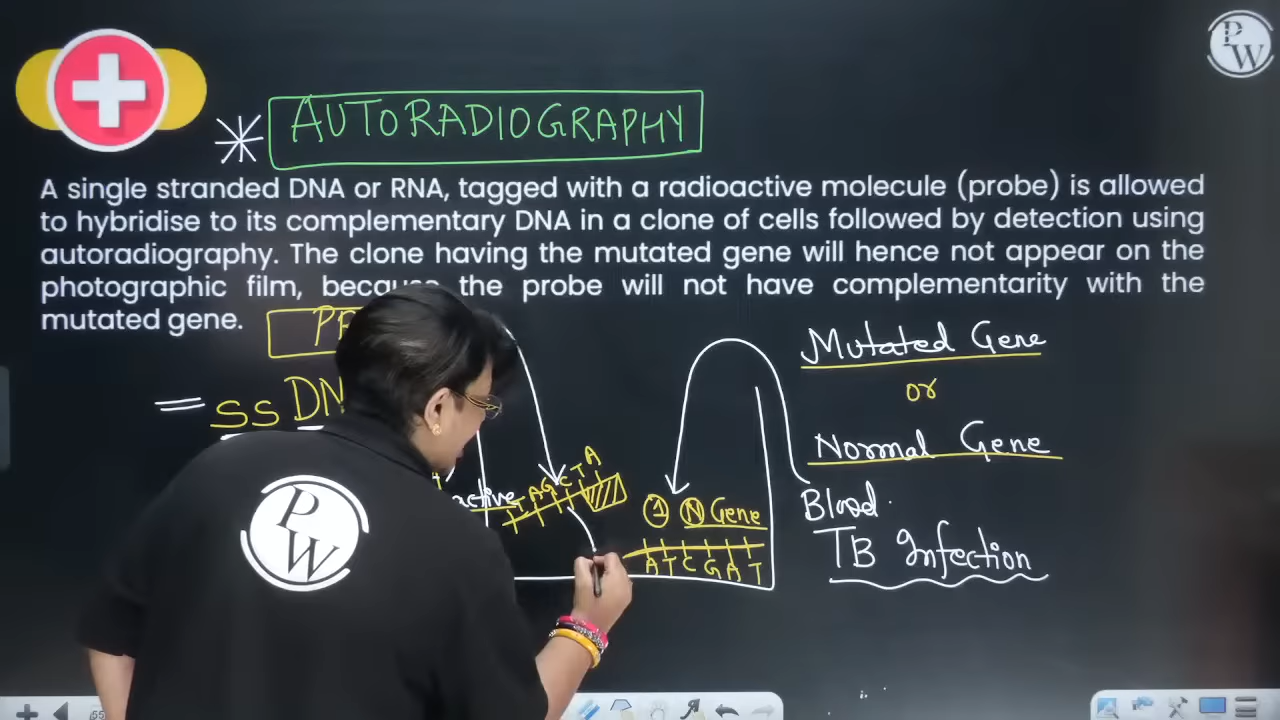 PW
* AUTORADIOGRAPHY
A single stranded DNA or RNA, tagged with a radioactive molecule (probe) is allowed
to hybridise to its complementary DNA in a clone of cells followed by detection using
autoradiography. The clone having the mutated gene will hence not appear on the
photographic film, because the probe will not have complementarity with the
mutated gene.
Mutated Gene
or
= SS DN
Normal Gene
TAGCTA
① Ⓝ Gene
Blood
ATCGAT
TB Infection
PW